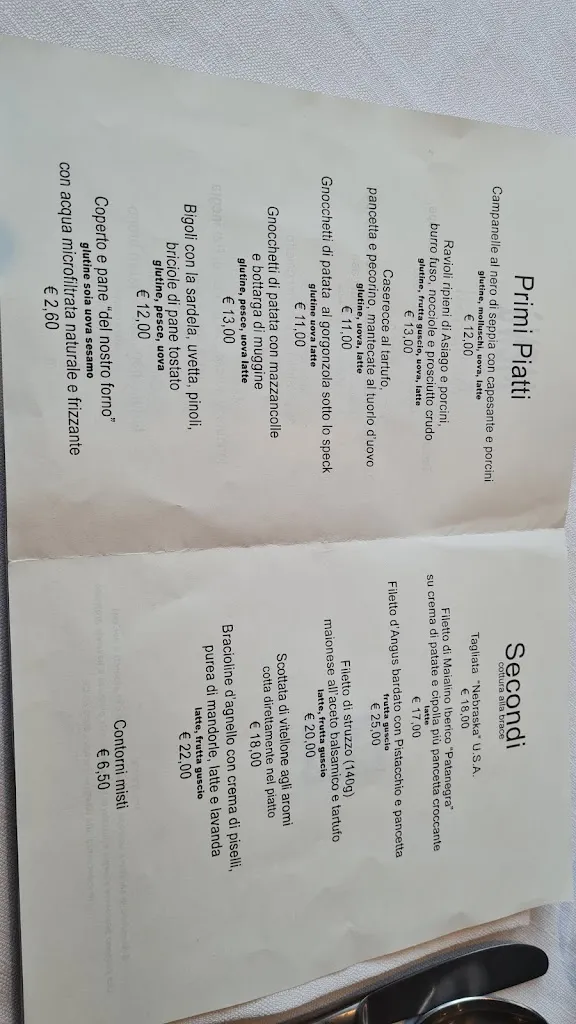 Primi Piatti
Campanelle al nero di seppia con capesante e porcini
glutine, molluschi, uova, latte
€ 12,00
Ravioli ripieni di Asiago e porcini,
burro fuso, nocciole e prosciutto crudo
glutine, frutta guscio, uova, latte
€ 13,00
Caserecce al tartufo,
pancetta e pecorino, mantecate al tuorlo d'uovo
glutine, uova, latte
€ 11,00
Gnocchetti di patata al gorgonzola sotto lo speck
glutine uova latte
€ 11,00
Gnocchetti di patata con mazzancolle
e bottarga di muggine
glutine, pesce, uova latte
€ 13,00
Bigoli con la sardela, uvetta, pinoli,
briciole di pane tostato
glutine, pesce, uova
€ 12,00
Coperto e pane "del nostro forno"
glutine soia uova sesamo
con acqua microfiltrata naturale e frizzante
€ 2,60
Secondi
cottura alla brace
Tagliata "Nebraska" U.S.A.
€ 18,00
Filetto di Maialino Iberico "Patanegra"
su crema di patate e cipolla più pancetta croccante
latte
€ 17,00
Filetto d'Angus bardato con Pistacchio e pancetta
frutta guscio
€ 25,00
Filetto di struzzo (140g)
maionese all'aceto balsamico e tartufo
latte, frutta guscio
€ 20,00
Scottata di vitellone agli aromi
cotta direttamente nel piatto
€ 18,00
Bracioline d'agnello con crema di piselli,
purea di mandorle, latte e lavanda
latte, frutta guscio
€ 22,00
Contorni misti
€ 6,50